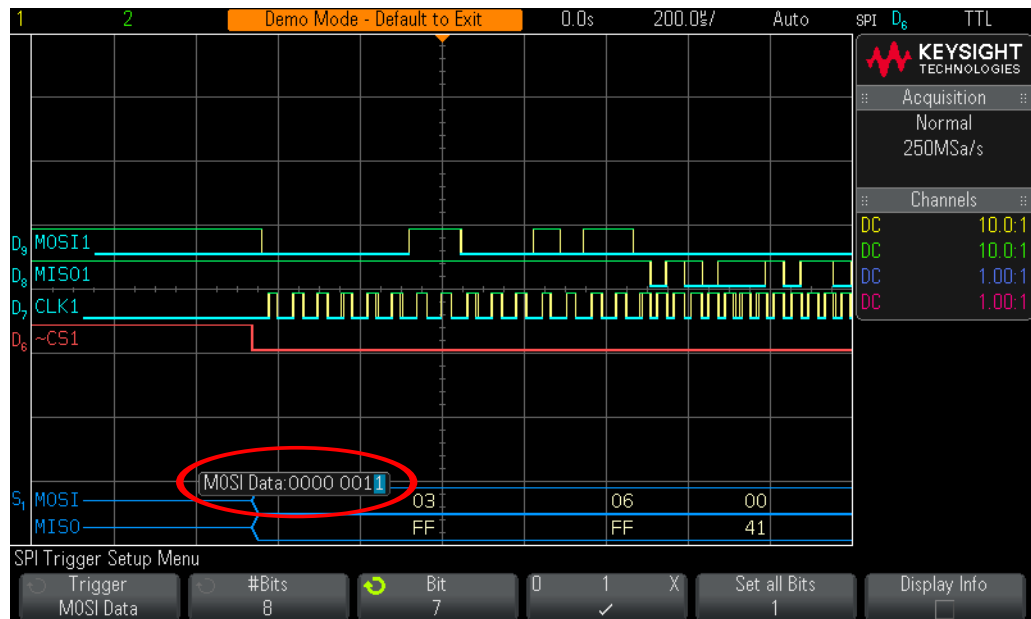 1 2 Demo Mode - Default to Exit 0.0s 200.0㎲/ Auto SPI D6 TTL
KEYSIGHT
TECHNOLOGIES
Acquisition
Normal
250MSa/s
Channels
DC 10.0:1
DC 10.0:1
DC 1.00:1
DC 1.00:1
D9 MOSI1
D8 MISO1
D7 CLK1
D6 ~CS1
MOSI Data:0000 0011
S1 MOSI 03 06 00
MISO FF FF 41
SPI Trigger Setup Menu
Trigger #Bits Bit 0 1 X Set all Bits Display Info
MOSI Data 8 7 ✓ 1